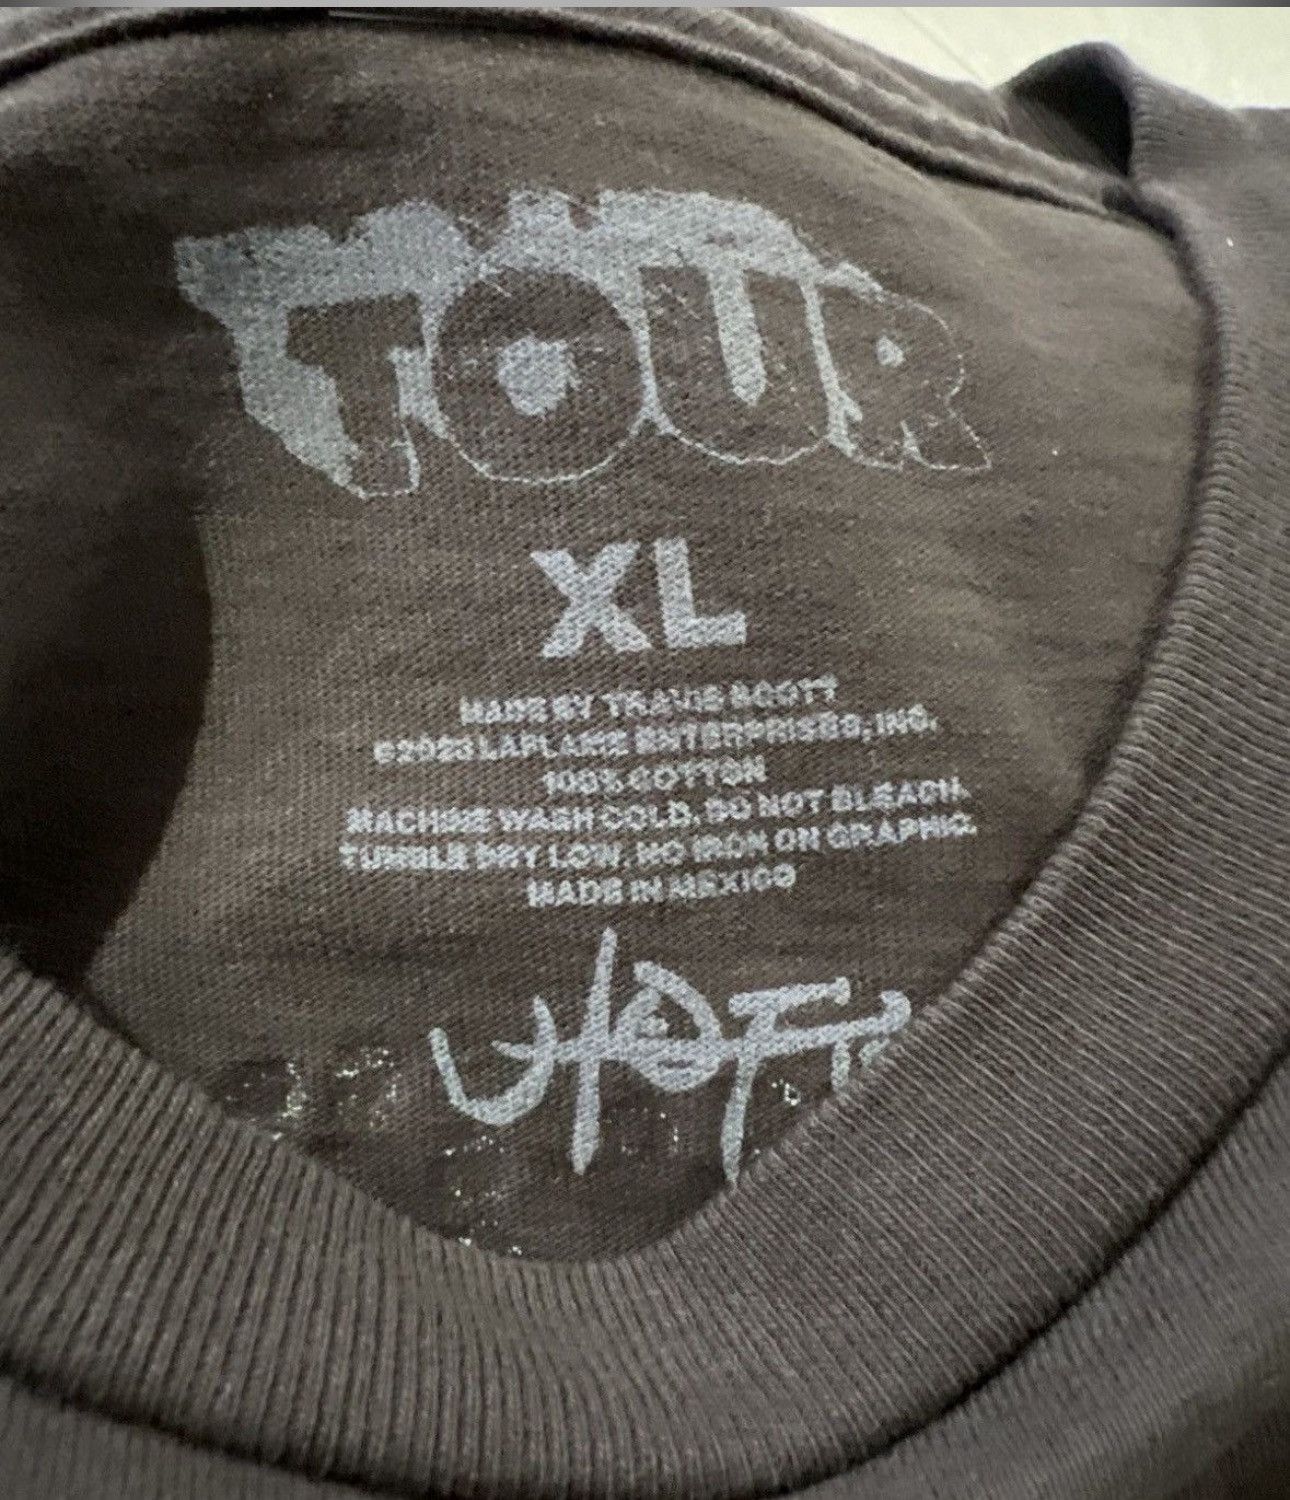 TOUR
XL
MADE BY TRAVIS SCOTT
©2023 LAFLAME ENTERPRISES, INC.
100% COTTON
MACHINE WASH COLD. DO NOT BLEACH.
TUMBLE DRY LOW. NO IRON ON GRAPHIC.
MADE IN MEXICO